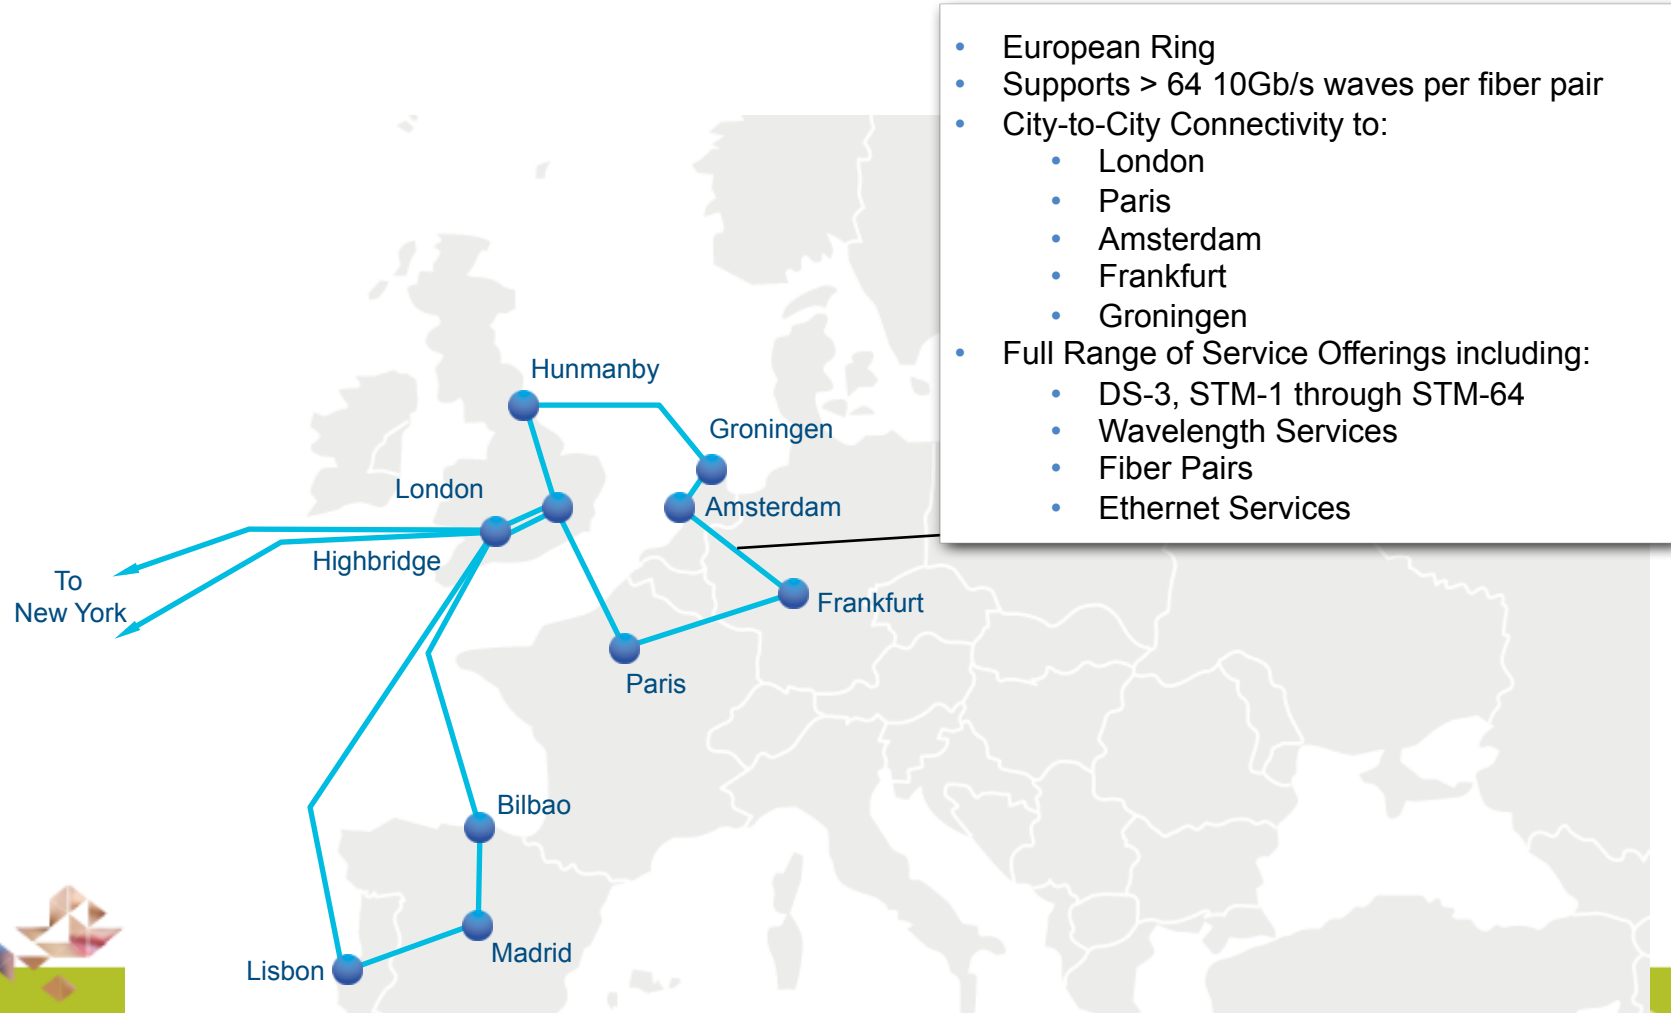 • European Ring
• Supports > 64 10Gb/s waves per fiber pair
• City-to-City Connectivity to:
• London
• Paris
• Amsterdam
• Frankfurt
• Groningen
• Full Range of Service Offerings including:
• DS-3, STM-1 through STM-64
• Wavelength Services
• Fiber Pairs
• Ethernet Services
Hunmanby
Groningen
London
Amsterdam
Highbridge
To
New York
Frankfurt
Paris
Bilbao
Madrid
Lisbon